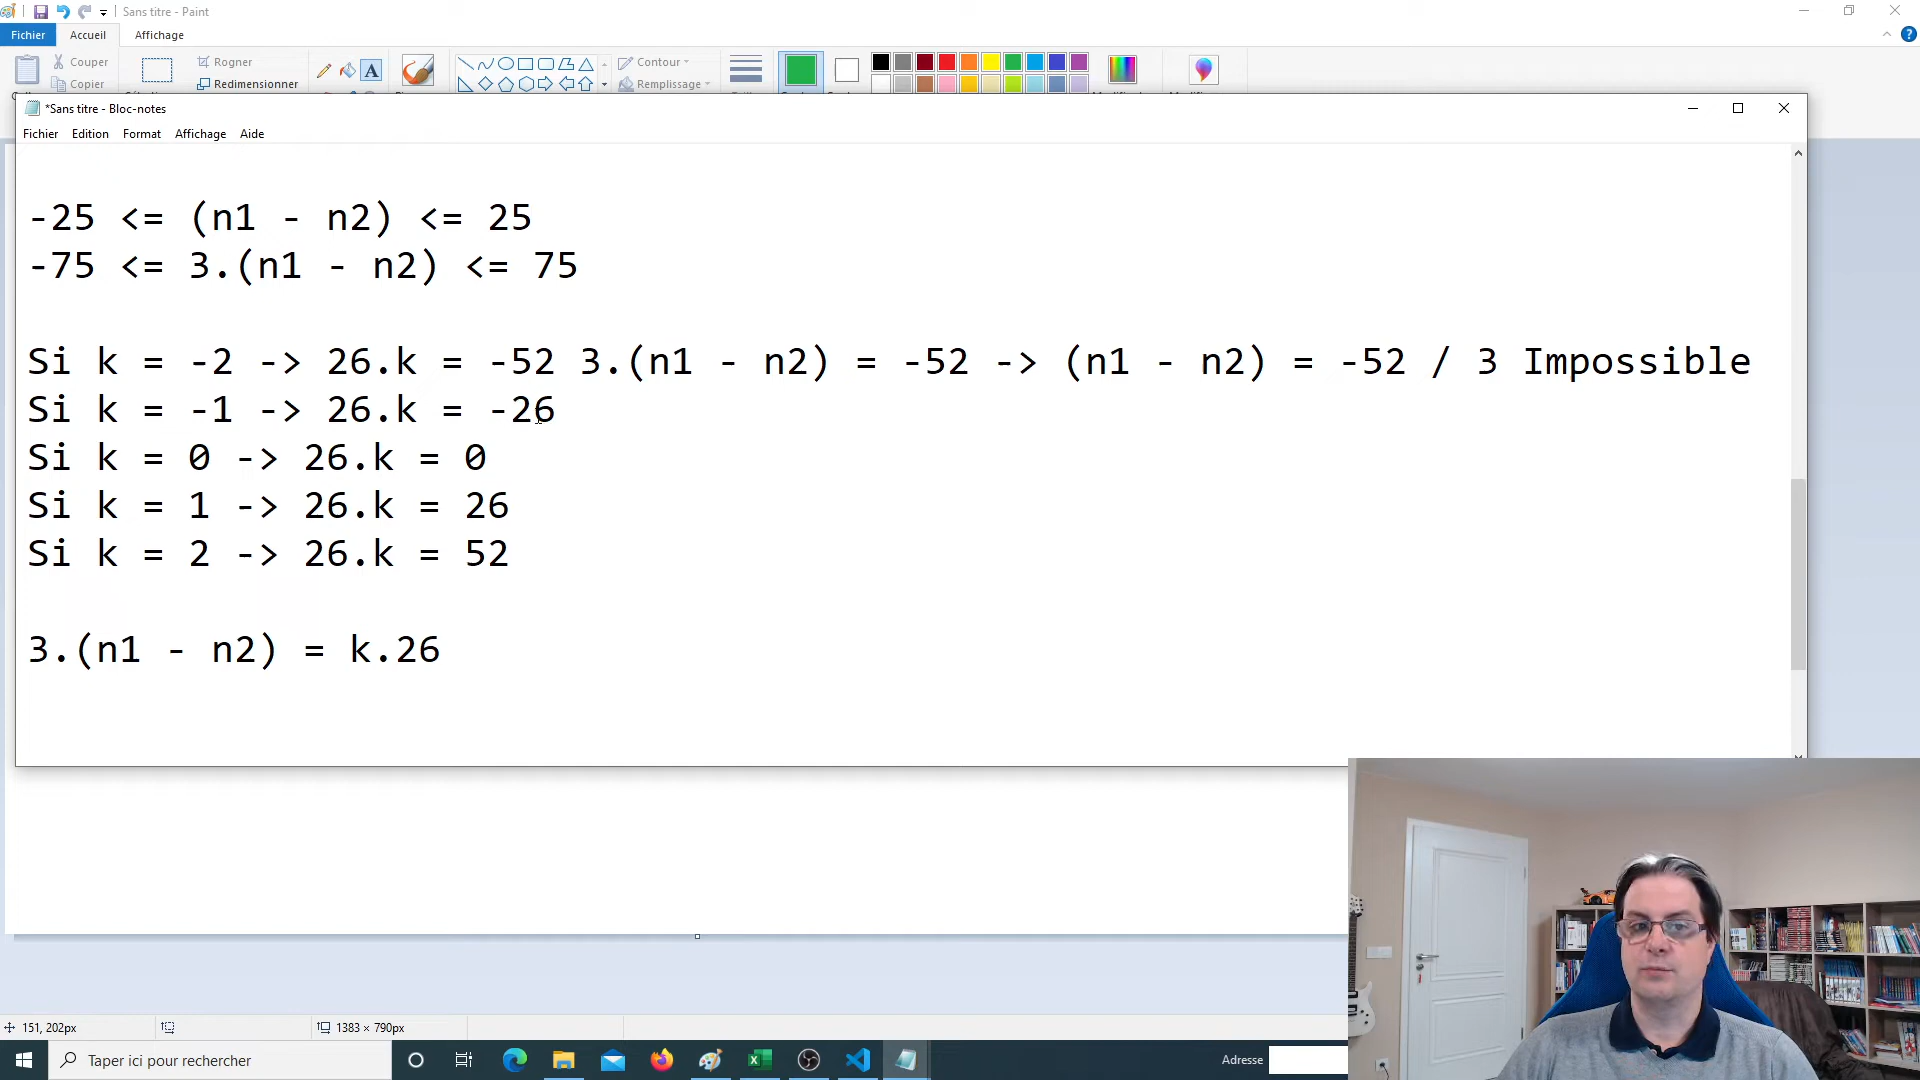 Sans titre - Paint
Fichier
Accueil
Affichage
Couper
Copier
Rogner
Redimensionner
Contour
Remplissage
*Sans titre - Bloc-notes
Fichier
Edition
Format
Affichage
Aide
-25 <= (n1 - n2) <= 25
-75 <= 3.(n1 - n2) <= 75
Si k = -2 -> 26.k = -52 3.(n1 - n2) = -52 -> (n1 - n2) = -52 / 3 Impossible
Si k = -1 -> 26.k = -26
Si k = 0 -> 26.k = 0
Si k = 1 -> 26.k = 26
Si k = 2 -> 26.k = 52
3.(n1 - n2) = k.26
151, 202px
1383 × 790px
Taper ici pour rechercher
Adresse